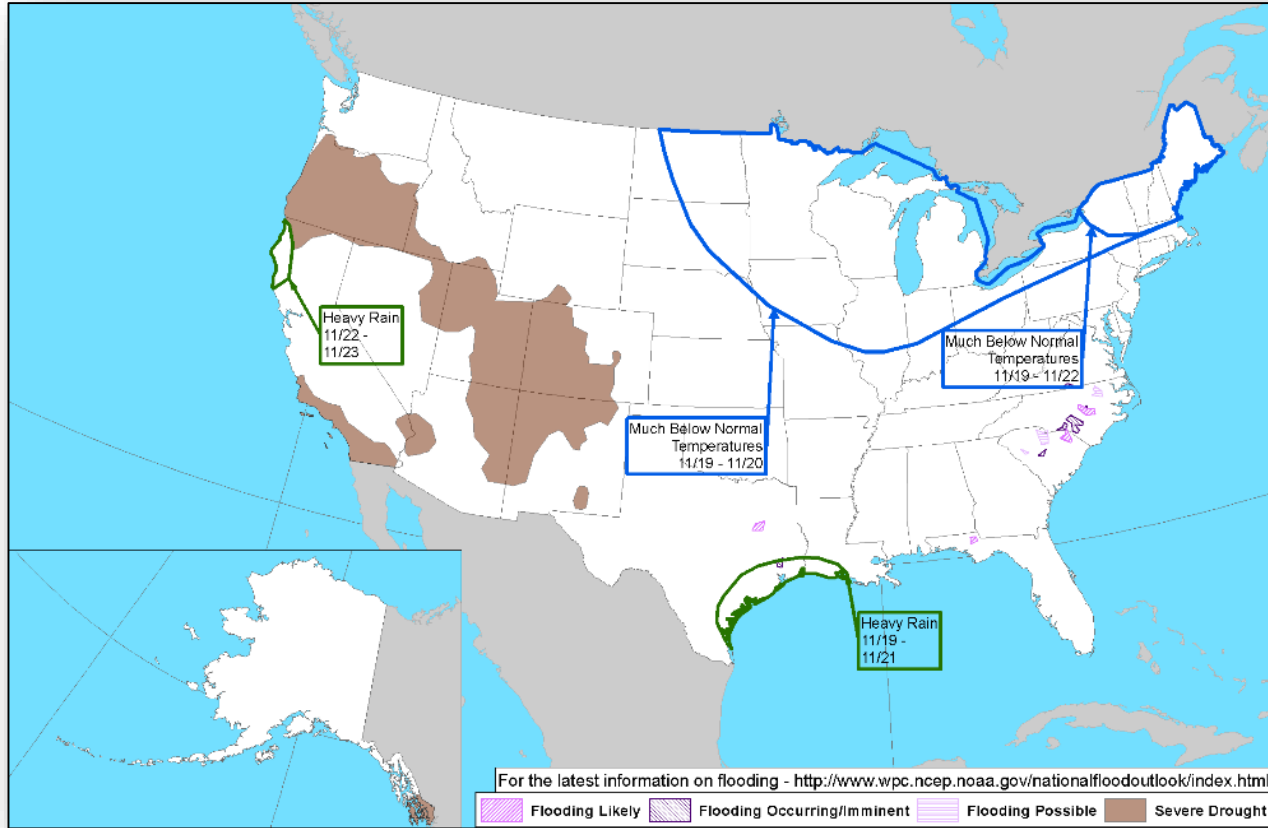 Heavy Rain
11/22 -
11/23
Much Below Normal
Temperatures
11/19 - 11/22
Much Below Normal
Temperatures
11/19 - 11/20
Heavy Rain
11/19 -
11/21
For the latest information on flooding - http://www.wpc.ncep.noaa.gov/nationalfloodoutlook/index.html
Flooding Likely Flooding Occurring/Imminent Flooding Possible Severe Drought